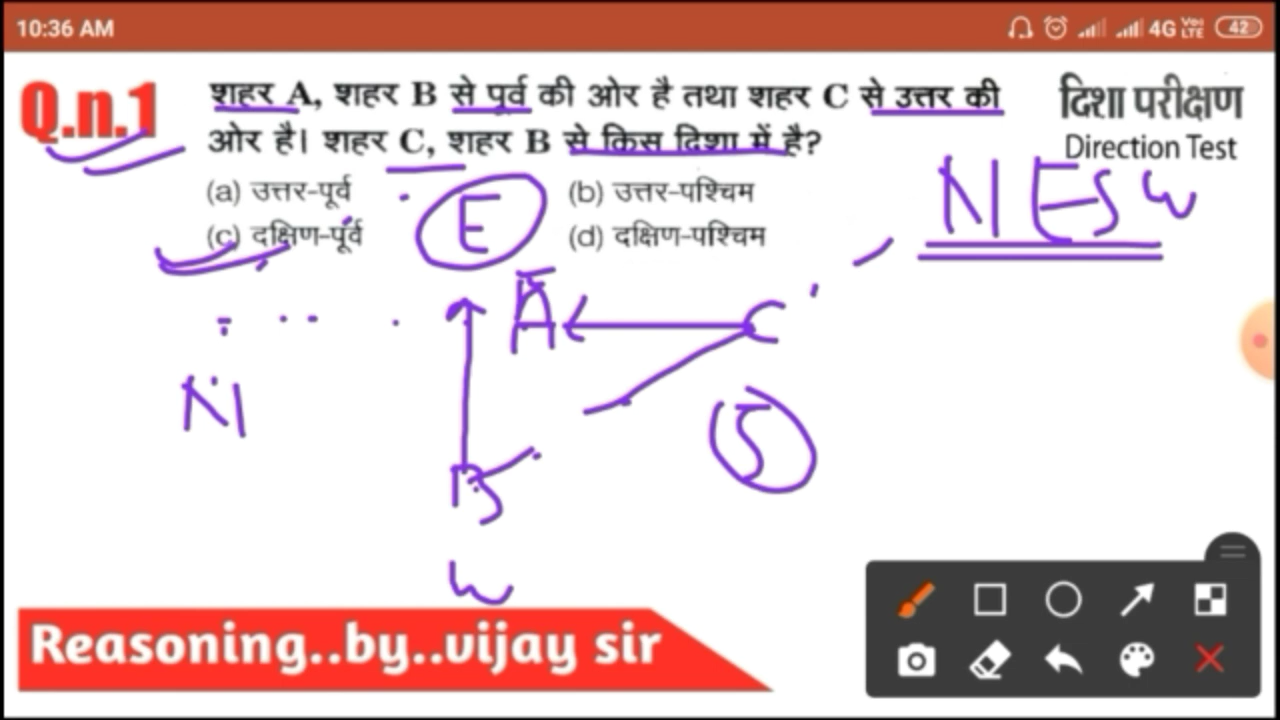 10:36 AM
4G VoLTE 42
Q.n.1
शहर A, शहर B से पूर्व की ओर है तथा शहर C से उत्तर की
ओर है। शहर C, शहर B से किस दिशा में है?
दिशा परीक्षण
Direction Test
(a) उत्तर-पूर्व
(b) उत्तर-पश्चिम
(c) दक्षिण-पूर्व
(d) दक्षिण-पश्चिम
N E S W
E
A
C
N
S
B
W
Reasoning..by..vijay sir